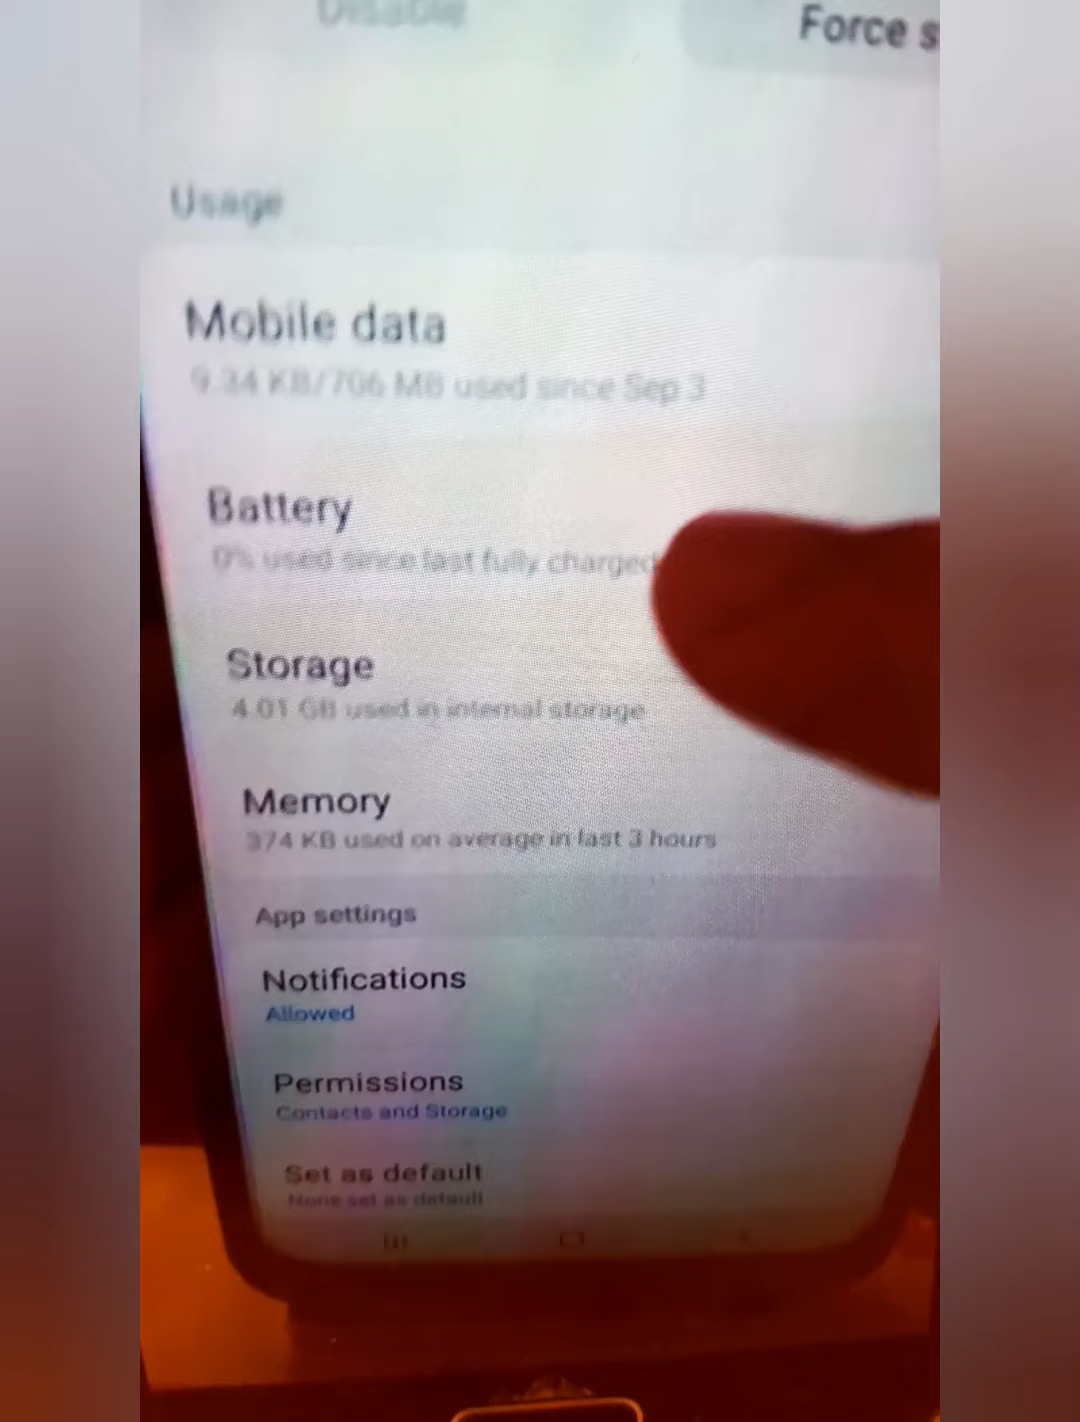 Disable
Force s
Usage
Mobile data
9.34 KB/706 MB used since Sep 3
Battery
0% used since last fully charged
Storage
4.01 GB used in internal storage
Memory
374 KB used on average in last 3 hours
App settings
Notifications
Allowed
Permissions
Contacts and Storage
Set as default
None set as default